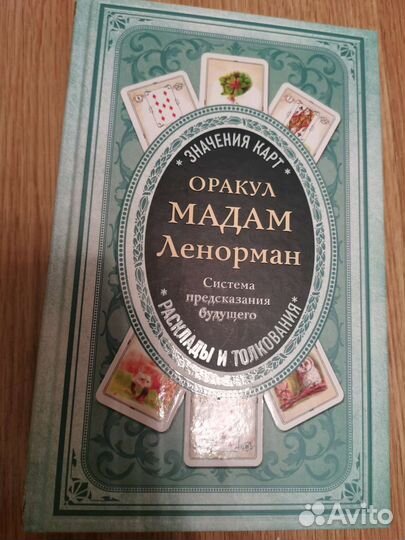 * ЗНАЧЕНИЯ КАРТ *
ОРАКУЛ
МАДАМ
Ленорман
Система
предсказания
будущего
* РАСКЛАДЫ И ТОЛКОВАНИЯ *
Avito